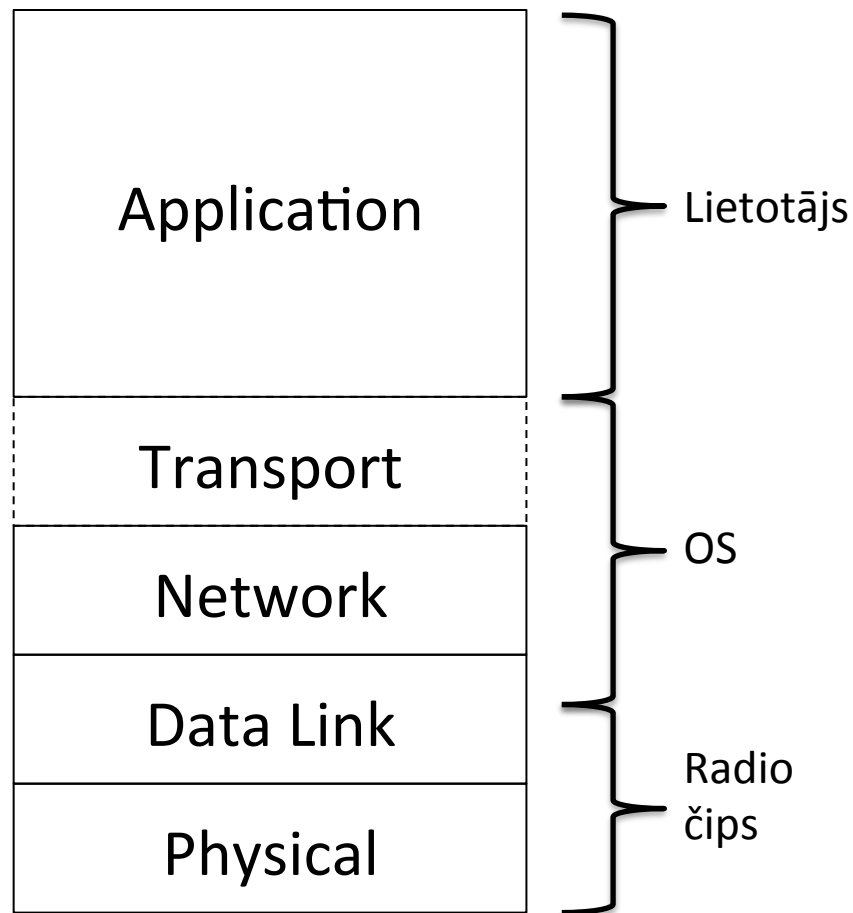 Application
Lietotājs
Transport
OS
Network
Data Link
Radio
čips
Physical